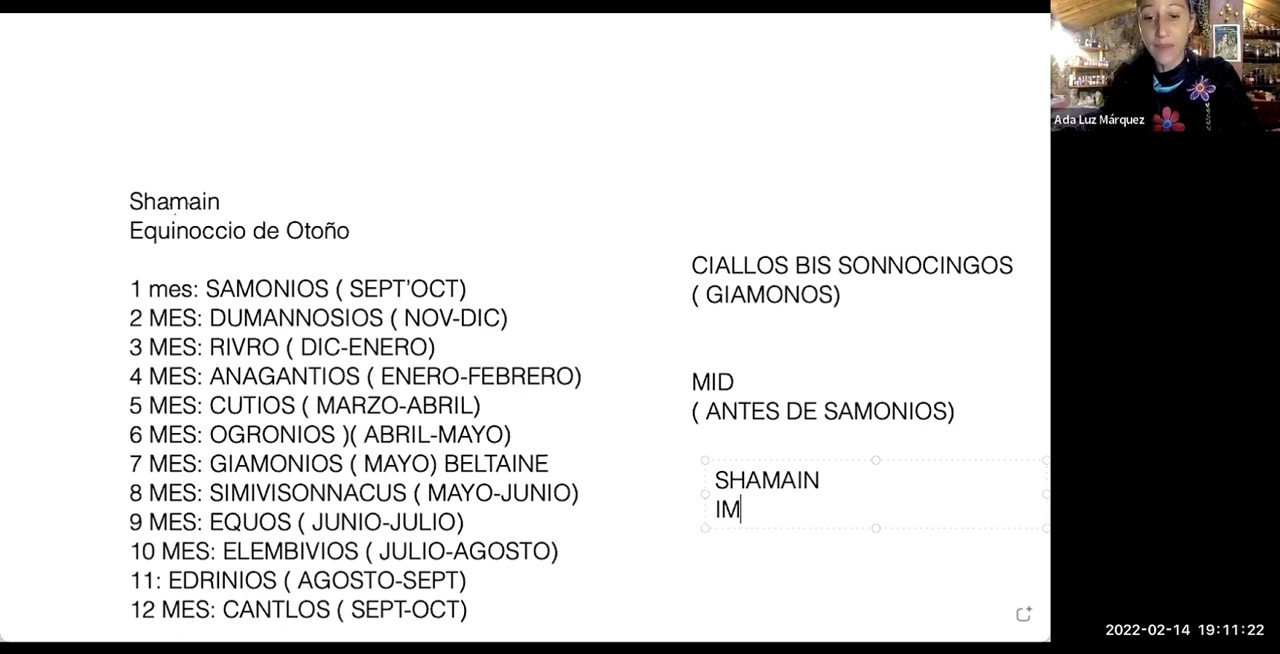 Shamain
Equinoccio de Otoño
1 mes: SAMONIOS ( SEPT'OCT)
2 MES: DUMANNOSIOS ( NOV-DIC)
3 MES: RIVRO ( DIC-ENERO)
4 MES: ANAGANTIOS ( ENERO-FEBRERO)
5 MES: CUTIOS ( MARZO-ABRIL)
6 MES: OGRONIOS )( ABRIL-MAYO)
7 MES: GIAMONIOS ( MAYO) BELTAINE
8 MES: SIMIVISONNACUS ( MAYO-JUNIO)
9 MES: EQUOS ( JUNIO-JULIO)
10 MES: ELEMBIVIOS ( JULIO-AGOSTO)
11: EDRINIOS ( AGOSTO-SEPT)
12 MES: CANTLOS ( SEPT-OCT)
CIALLOS BIS SONNOCINGOS
( GIAMONOS)
MID
( ANTES DE SAMONIOS)
SHAMAIN
IM
Ada Luz Márquez
2022-02-14 19:11:22